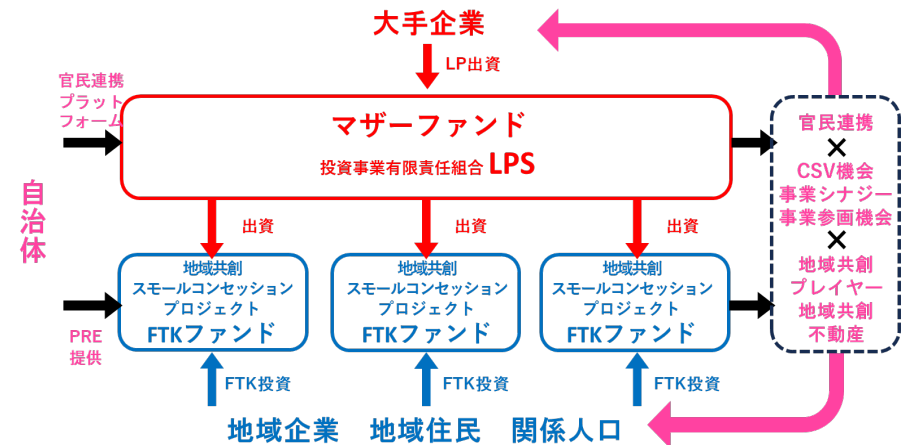 大手企業
LP出資
官民連携
プラット
フォーム
マザーファンド
投資事業有限責任組合 LPS
自治体
出資
出資
出資
地域共創
スモールコンセッション
プロジェクト
FTKファンド
地域共創
スモールコンセッション
プロジェクト
FTKファンド
地域共創
スモールコンセッション
プロジェクト
FTKファンド
PRE
提供
FTK投資
FTK投資
FTK投資
地域企業 地域住民 関係人口
官民連携
×
CSV機会
事業シナジー
事業参画機会
×
地域共創
プレイヤー
地域共創
不動産